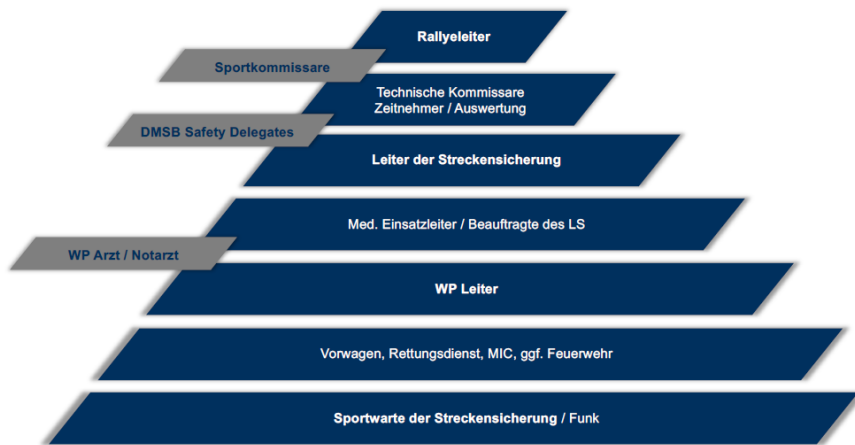 Rallyeleiter
Sportkommissare
Technische Kommissare
Zeitnehmer / Auswertung
DMSB Safety Delegates
Leiter der Streckensicherung
Med. Einsatzleiter / Beauftragte des LS
WP Arzt / Notarzt
WP Leiter
Vorwagen, Rettungsdienst, MIC, ggf. Feuerwehr
Sportwarte der Streckensicherung / Funk